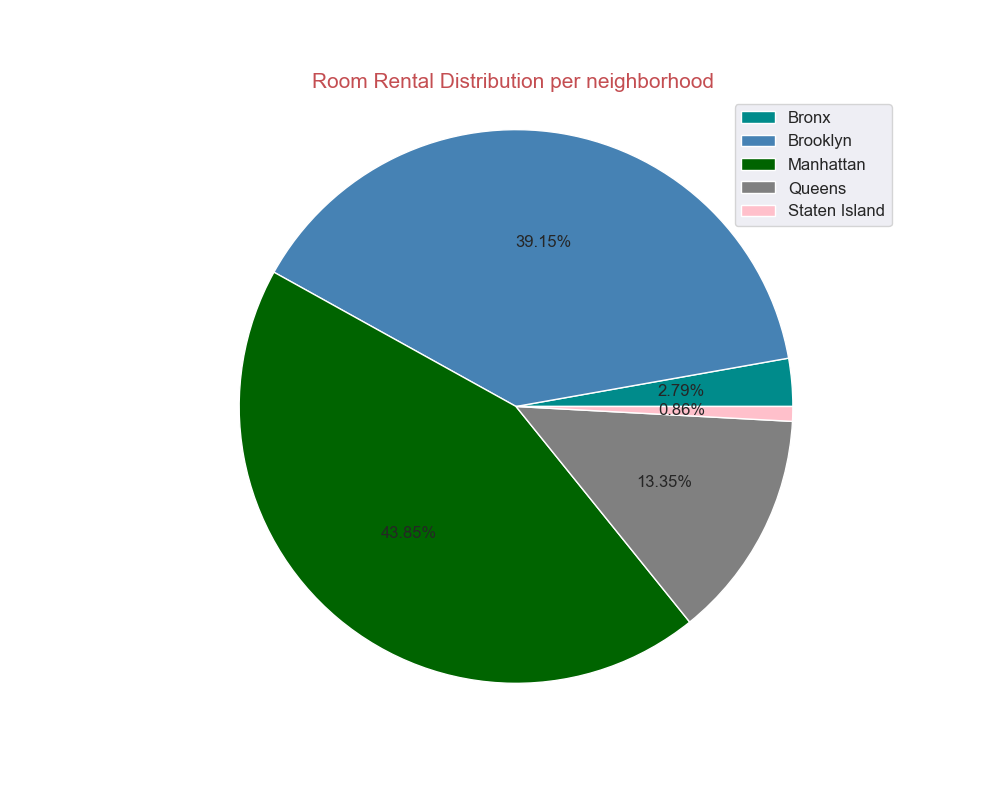 Room Rental Distribution per neighborhood
Bronx
Brooklyn
Manhattan
Queens
Staten Island
39.15%
2.79%
0.86%
13.35%
43.85%